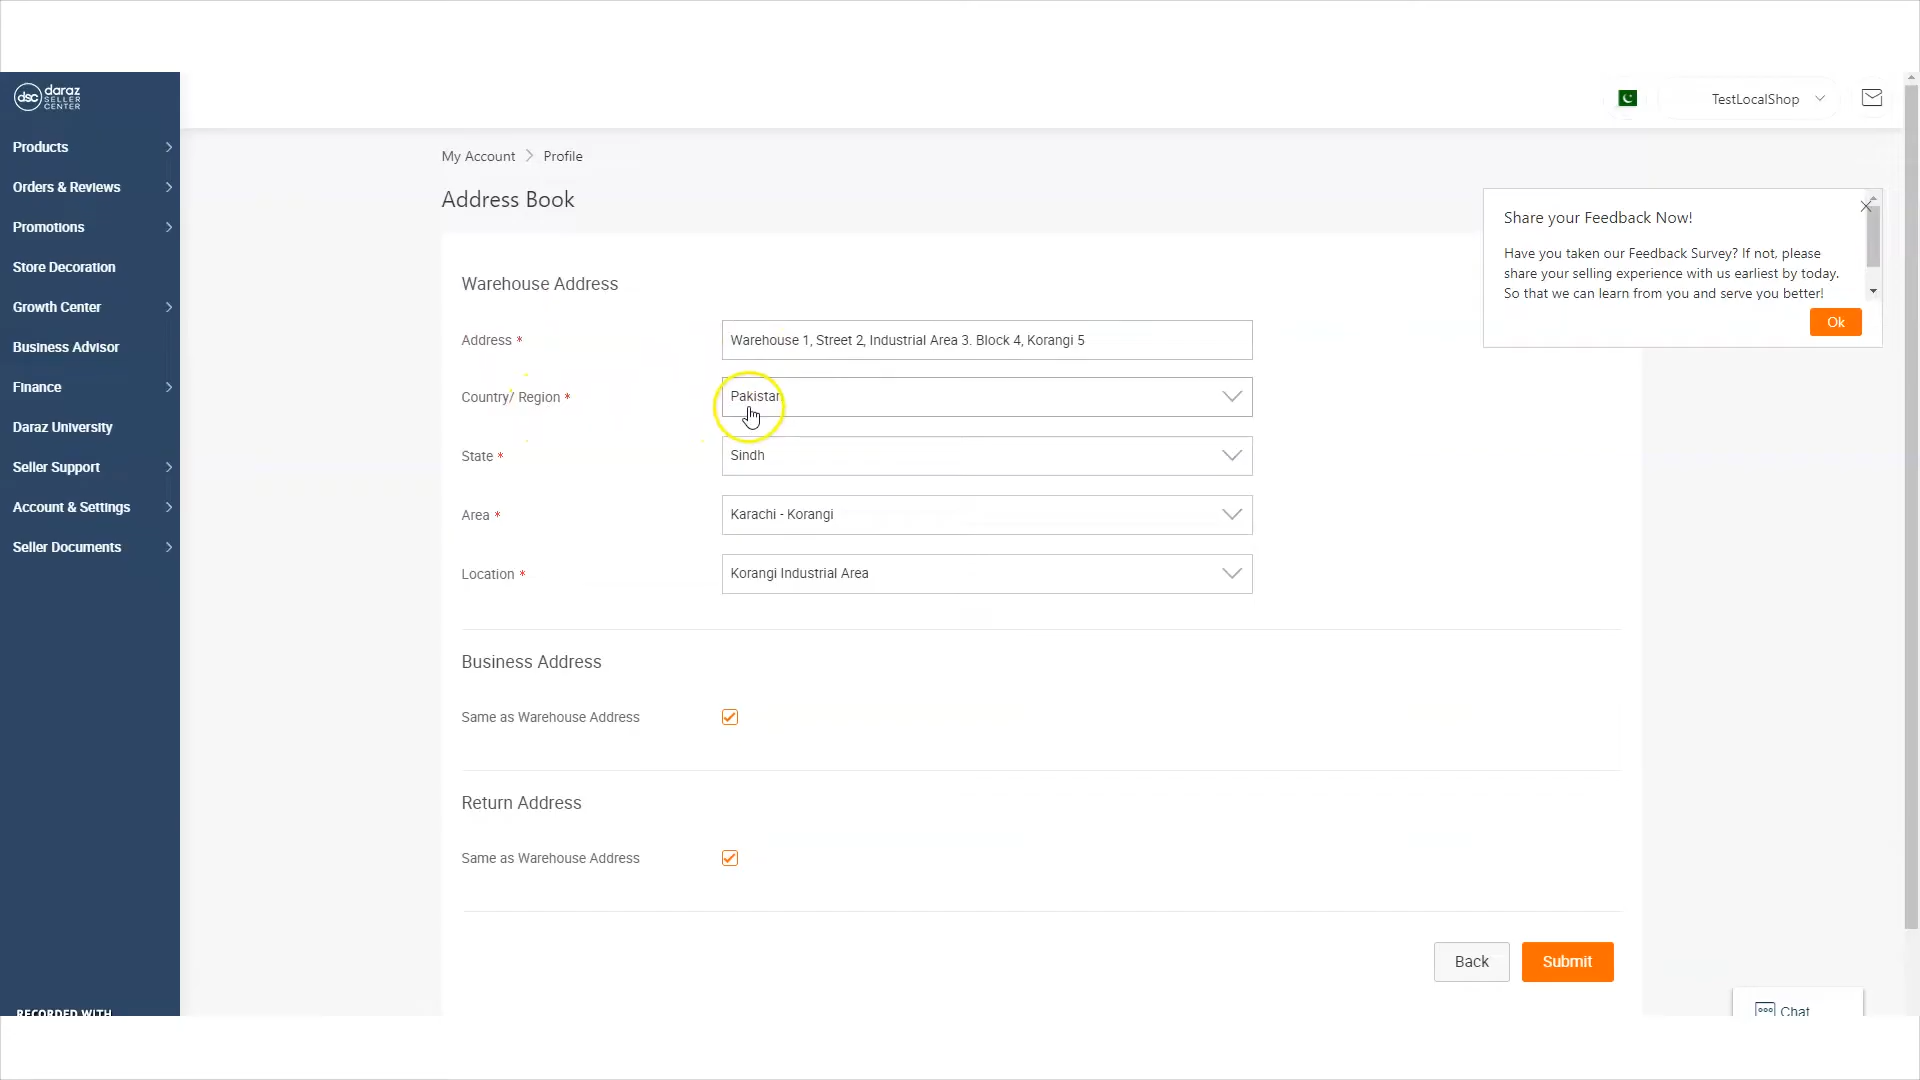 dsc daraz
SELLER
CENTER
TestLocalShop
Products
Orders & Reviews
Promotions
Store Decoration
Growth Center
Business Advisor
Finance
Daraz University
Seller Support
Account & Settings
Seller Documents
RECORDED WITH
My Account > Profile
Address Book
Warehouse Address
Address * Warehouse 1, Street 2, Industrial Area 3. Block 4, Korangi 5
Country/ Region * Pakistan
State * Sindh
Area * Karachi - Korangi
Location * Korangi Industrial Area
Business Address
Same as Warehouse Address
Return Address
Same as Warehouse Address
Back Submit
Share your Feedback Now!
Have you taken our Feedback Survey? If not, please
share your selling experience with us earliest by today.
So that we can learn from you and serve you better!
Ok
Chat